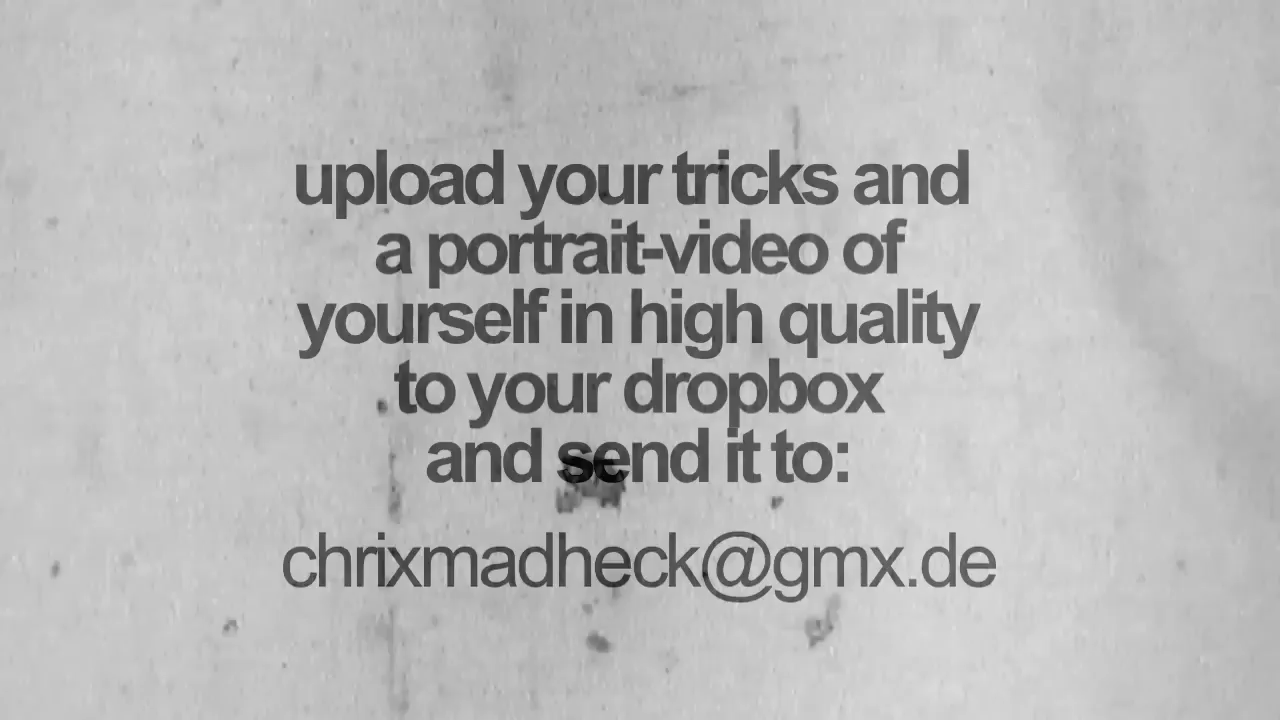 upload your tricks and
a portrait-video of
yourself in high quality
to your dropbox
and send it to:
chrixmadheck@gmx.de